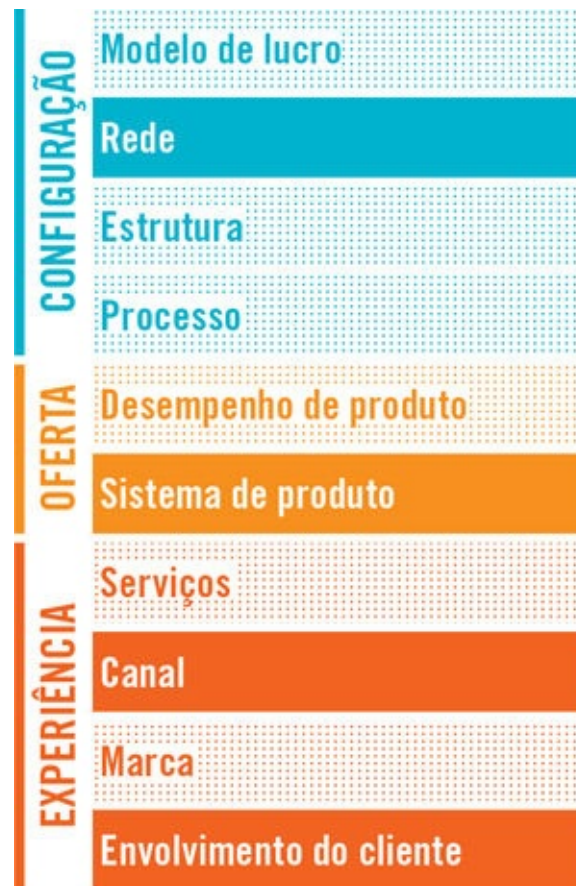 CONFIGURAÇÃO
Modelo de lucro
Rede
Estrutura
Processo
OFERTA
Desempenho de produto
Sistema de produto
EXPERIÊNCIA
Serviços
Canal
Marca
Envolvimento do cliente